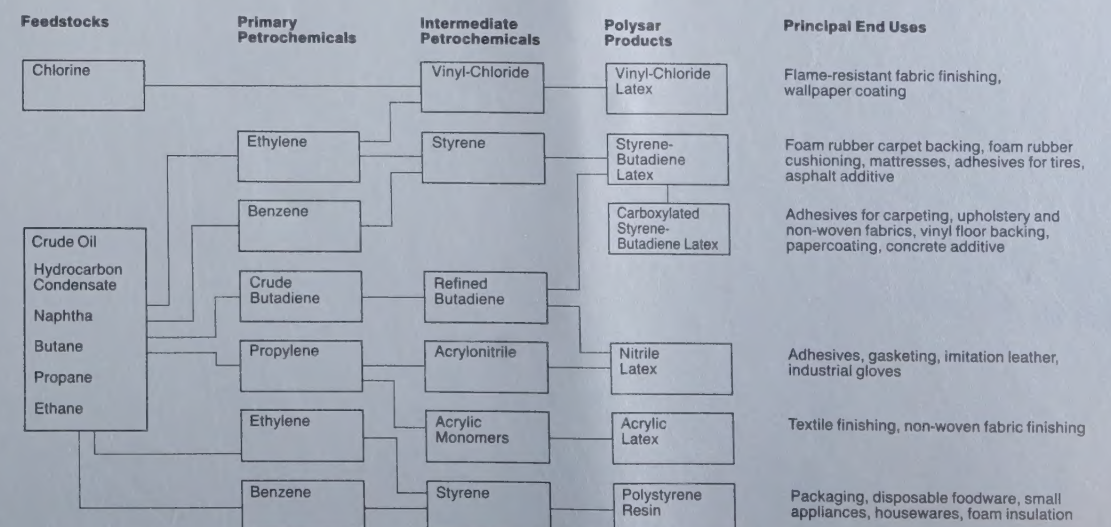 Feedstocks
Primary
Petrochemicals
Intermediate
Petrochemicals
Polysar
Products
Principal End Uses
Chlorine
Vinyl-Chloride
Vinyl-Chloride
Latex
Flame-resistant fabric finishing,
wallpaper coating
Ethylene
Styrene
Styrene-
Butadiene
Latex
Foam rubber carpet backing, foam rubber
cushioning, mattresses, adhesives for tires,
asphalt additive
Benzene
Carboxylated
Styrene-
Butadiene Latex
Adhesives for carpeting, upholstery and
non-woven fabrics, vinyl floor backing,
papercoating, concrete additive
Crude Oil
Hydrocarbon
Condensate
Naphtha
Butane
Propane
Ethane
Crude
Butadiene
Refined
Butadiene
Propylene
Acrylonitrile
Nitrile
Latex
Adhesives, gasketing, imitation leather,
industrial gloves
Ethylene
Acrylic
Monomers
Acrylic
Latex
Textile finishing, non-woven fabric finishing
Benzene
Styrene
Polystyrene
Resin
Packaging, disposable foodware, small
appliances, housewares, foam insulation